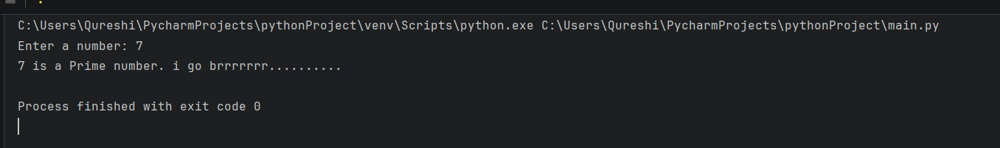 C:\Users\Qureshi\PycharmProjects\pythonProject\venv\Scripts\python.exe C:\Users\Qureshi\PycharmProjects\pythonProject\main.py
Enter a number: 7
7 is a Prime number. i go brrrrrrr..........
Process finished with exit code 0